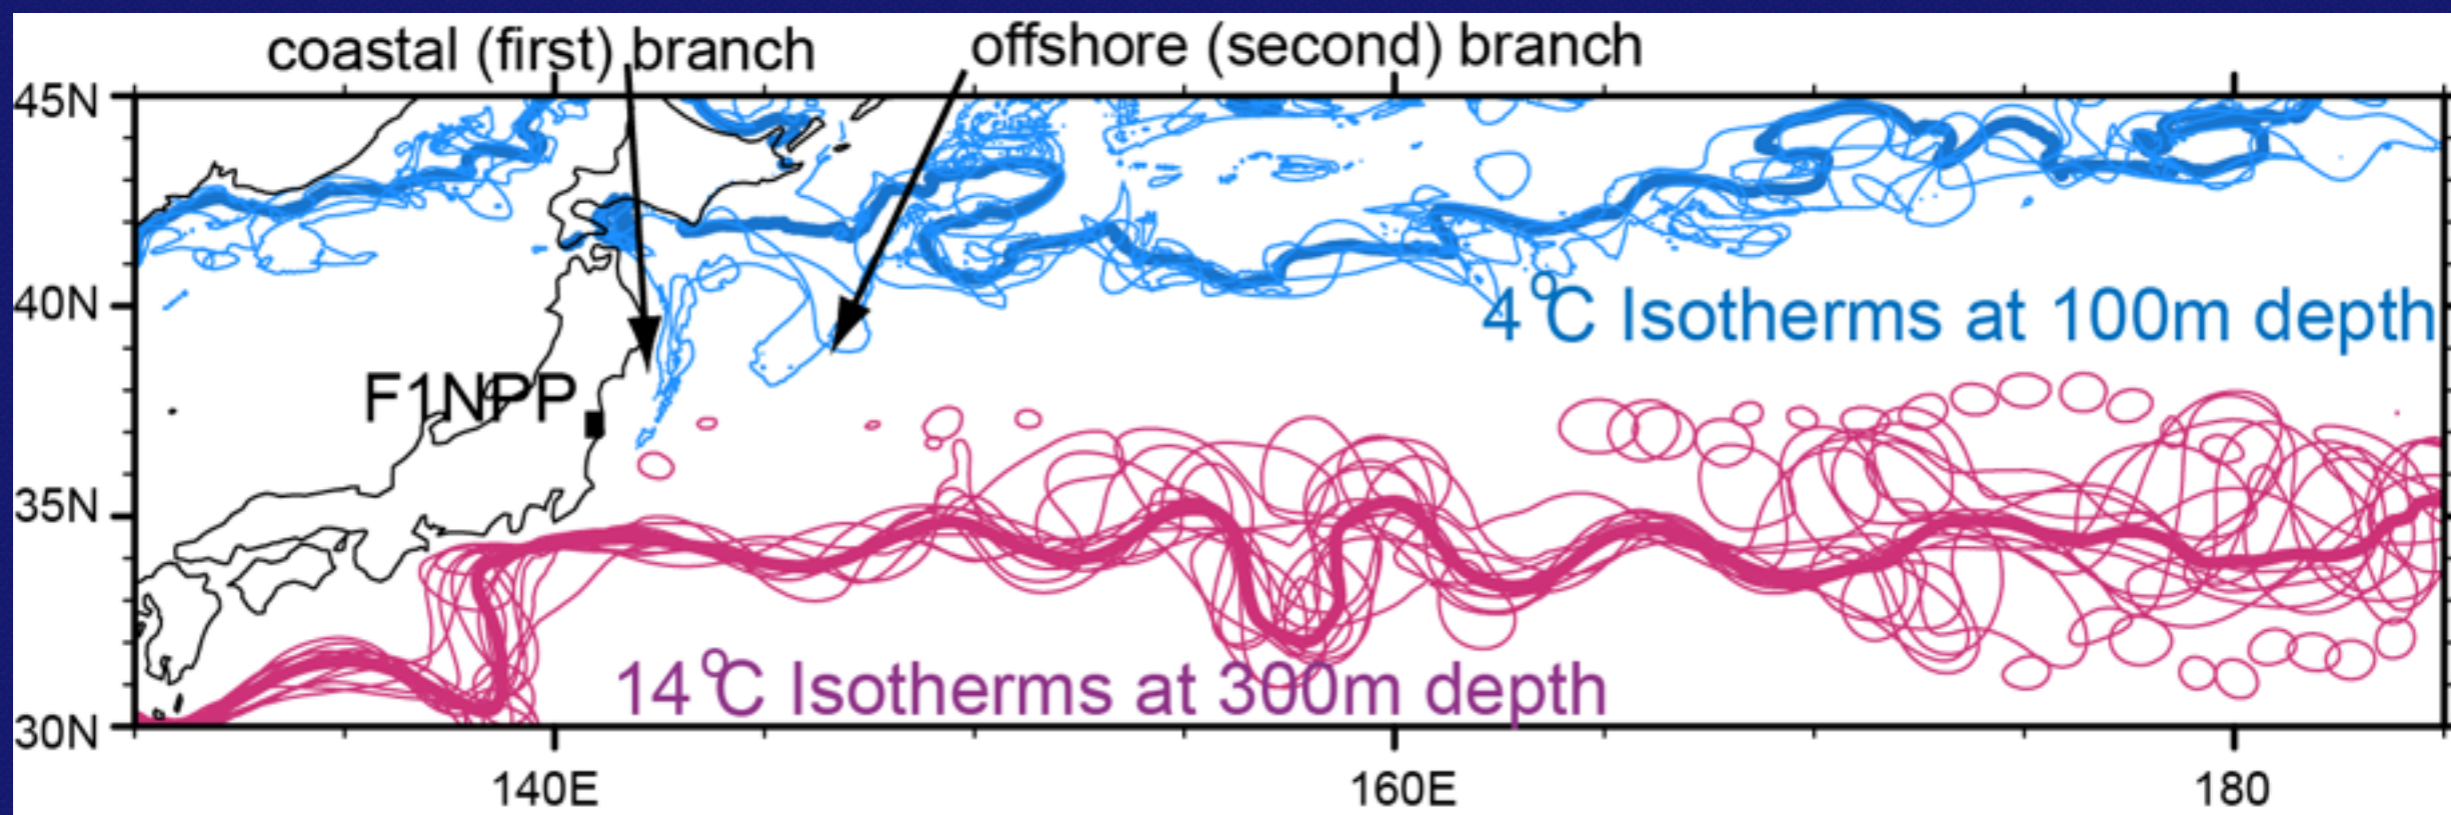 coastal (first) branch
offshore (second) branch
45N
40N
4°C Isotherms at 100m depth
F1NPP
35N
14°C Isotherms at 300m depth
30N
140E
160E
180